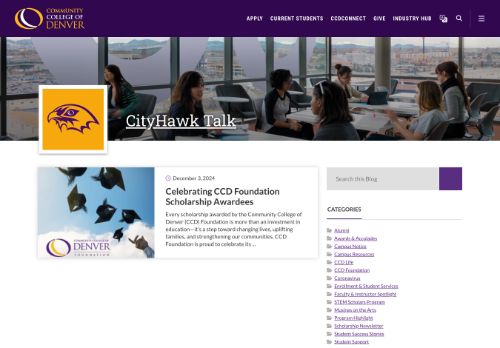 COMMUNITY
COLLEGE OF
DENVER
APPLY CURRENT STUDENTS CCDCONNECT GIVE INDUSTRY HUB
CityHawk Talk
December 3, 2024
Celebrating CCD Foundation
Scholarship Awardees
Every scholarship awarded by the Community College of
Denver (CCD) Foundation is more than an investment in
education—it's a step toward changing lives, uplifting
families, and strengthening our communities. CCD
Foundation is proud to celebrate its ...
COMMUNITY COLLEGE OF
DENVER
FOUNDATION
Search this Blog
CATEGORIES
Alumni
Awards & Accolades
Campus Notice
Campus Resources
CCD Life
CCD Foundation
Coronavirus
Enrollment & Student Services
Faculty & Instructor Spotlight
STEM Scholars Program
Musings on the Arts
Program Highlight
Scholarship Newsletter
Student Success Stories
Student Support